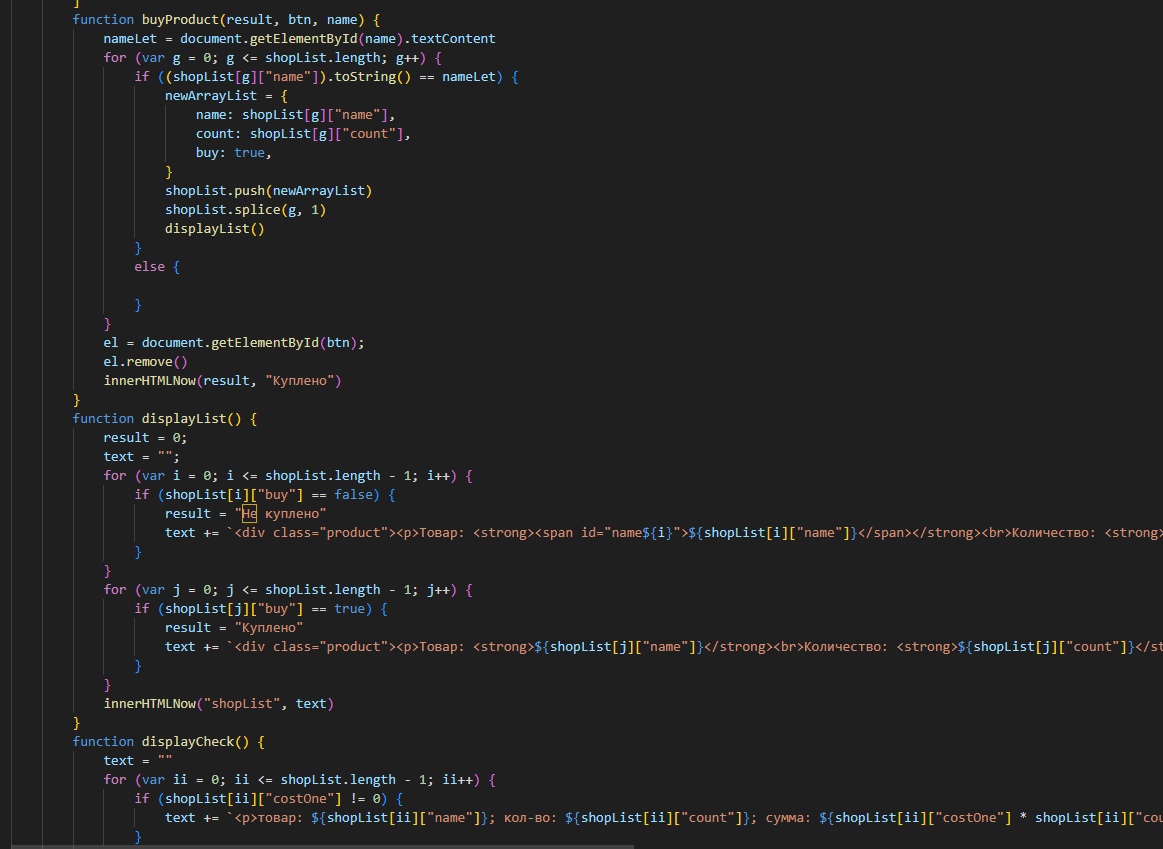 ]
function buyProduct(result, btn, name) {
nameLet = document.getElementById(name).textContent
for (var g = 0; g <= shopList.length; g++) {
if ((shopList[g]["name"]).toString() == nameLet) {
newArrayList = {
name: shopList[g]["name"],
count: shopList[g]["count"],
buy: true,
}
shopList.push(newArrayList)
shopList.splice(g, 1)
displayList()
}
else {
}
}
el = document.getElementById(btn);
el.remove()
innerHTMLNow(result, "Куплено")
}
function displayList() {
result = 0;
text = "";
for (var i = 0; i <= shopList.length - 1; i++) {
if (shopList[i]["buy"] == false) {
result = "Не куплено"
text += `<div class="product"><p>Товар: <strong><span id="name${i}">${shopList[i]["name"]}</span></strong><br>Количество: <strong>
}
}
for (var j = 0; j <= shopList.length - 1; j++) {
if (shopList[j]["buy"] == true) {
result = "Куплено"
text += `<div class="product"><p>Товар: <strong>${shopList[j]["name"]}</strong><br>Количество: <strong>${shopList[j]["count"]}</st
}
}
innerHTMLNow("shopList", text)
}
function displayCheck() {
text = ""
for (var ii = 0; ii <= shopList.length - 1; ii++) {
if (shopList[ii]["costOne"] != 0) {
text += `<p>товар: ${shopList[ii]["name"]}; кол-во: ${shopList[ii]["count"]}; сумма: ${shopList[ii]["costOne"] * shopList[ii]["cou
}